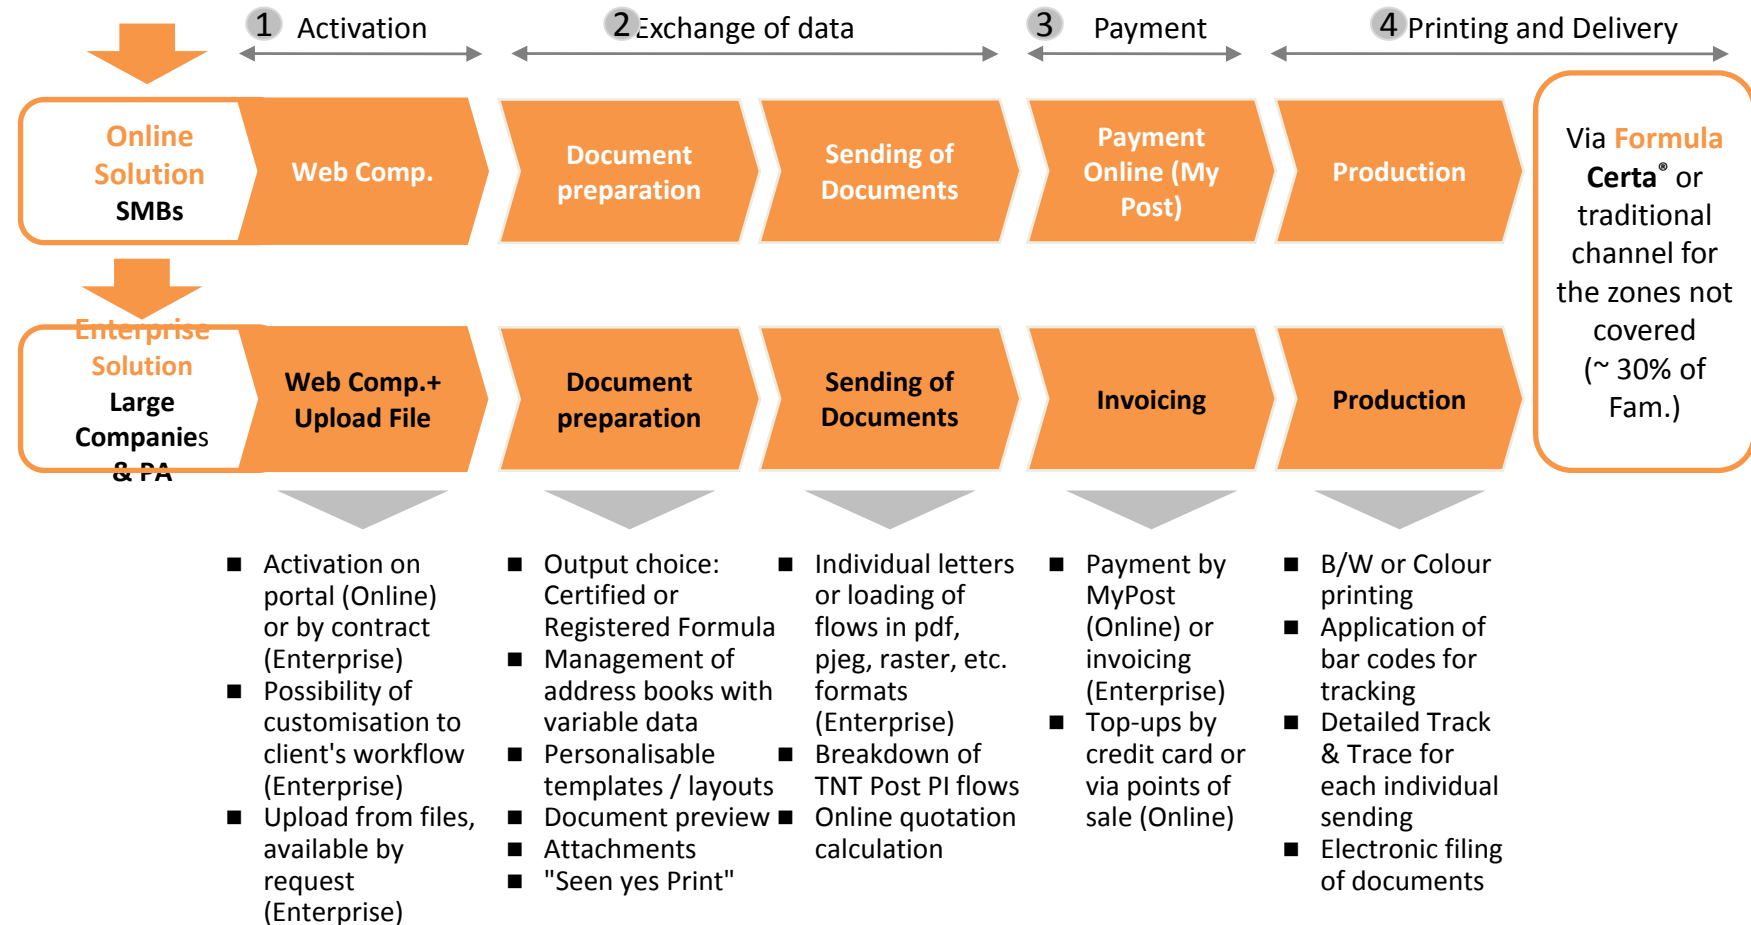 1 Activation
2 Exchange of data
3 Payment
4 Printing and Delivery
Online
Solution
SMBs
Web Comp.
Document
preparation
Sending of
Documents
Payment
Online (My
Post)
Production
Via Formula
Certa® or
traditional
channel for
the zones not
covered
(~ 30% of
Fam.)
Enterprise
Solution
Large
Companies
& PA
Web Comp.+
Upload File
Document
preparation
Sending of
Documents
Invoicing
Production
■ Activation on
portal (Online)
or by contract
(Enterprise)
■ Possibility of
customisation to
client's workflow
(Enterprise)
■ Upload from files,
available by
request
(Enterprise)
■ Output choice:
Certified or
Registered Formula
■ Management of
address books with
variable data
■ Personalisable
templates / layouts
■ Document preview
■ Attachments
■ "Seen yes Print"
■ Individual letters
or loading of
flows in pdf,
pjeg, raster, etc.
formats
(Enterprise)
■ Breakdown of
TNT Post PI flows
■ Online quotation
calculation
■ Payment by
MyPost
(Online) or
invoicing
(Enterprise)
■ Top-ups by
credit card or
via points of
sale (Online)
■ B/W or Colour
printing
■ Application of
bar codes for
tracking
■ Detailed Track
& Trace for
each individual
sending
■ Electronic filing
of documents